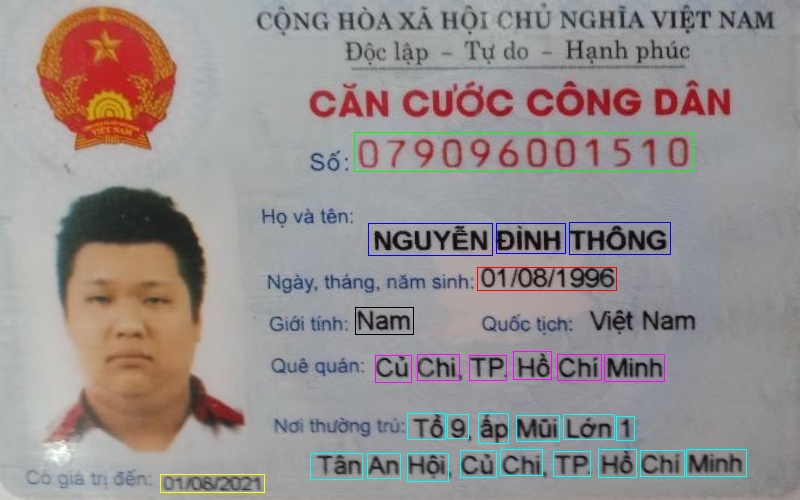 CỘNG HÒA XÃ HỘI CHỦ NGHĨA VIỆT NAM
Độc lập - Tự do - Hạnh phúc
CĂN CƯỚC CÔNG DÂN
VIỆT NAM
Số: 079096001510
Họ và tên:
NGUYỄN ĐÌNH THÔNG
Ngày, tháng, năm sinh: 01/08/1996
Giới tính: Nam Quốc tịch: Việt Nam
Quê quán: Củ Chi, TP. Hồ Chí Minh
Nơi thường trú: Tổ 9, ấp Mũi Lớn 1
Tân An Hội, Củ Chi, TP. Hồ Chí Minh
Có giá trị đến: 01/08/2021